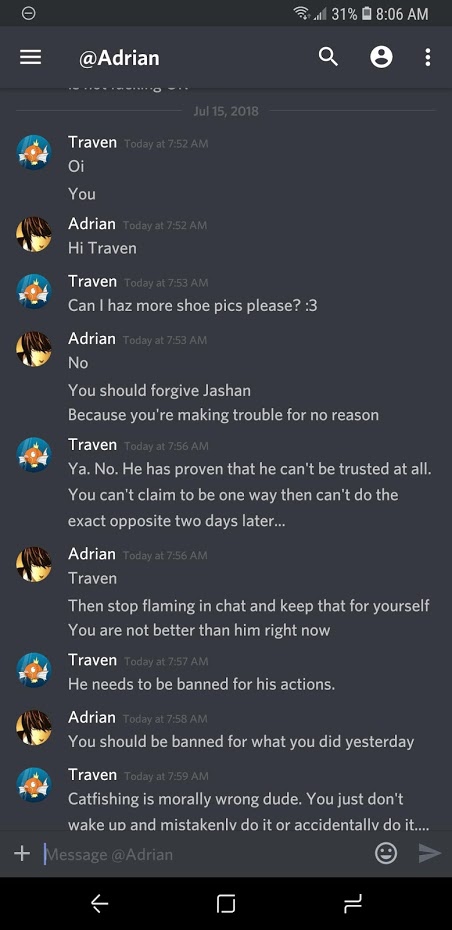 31% 8:06 AM
@Adrian
Jul 15, 2018
Traven Today at 7:52 AM
Oi
You
Adrian Today at 7:52 AM
Hi Traven
Traven Today at 7:53 AM
Can I haz more shoe pics please? :3
Adrian Today at 7:53 AM
No
You should forgive Jashan
Because you're making trouble for no reason
Traven Today at 7:56 AM
Ya. No. He has proven that he can't be trusted at all.
You can't claim to be one way then can't do the
exact opposite two days later...
Adrian Today at 7:56 AM
Traven
Then stop flaming in chat and keep that for yourself
You are not better than him right now
Traven Today at 7:57 AM
He needs to be banned for his actions.
Adrian Today at 7:58 AM
You should be banned for what you did yesterday
Traven Today at 7:59 AM
Catfishing is morally wrong dude. You just don't
wake up and mistakenly do it or accidentally do it....
Message @Adrian